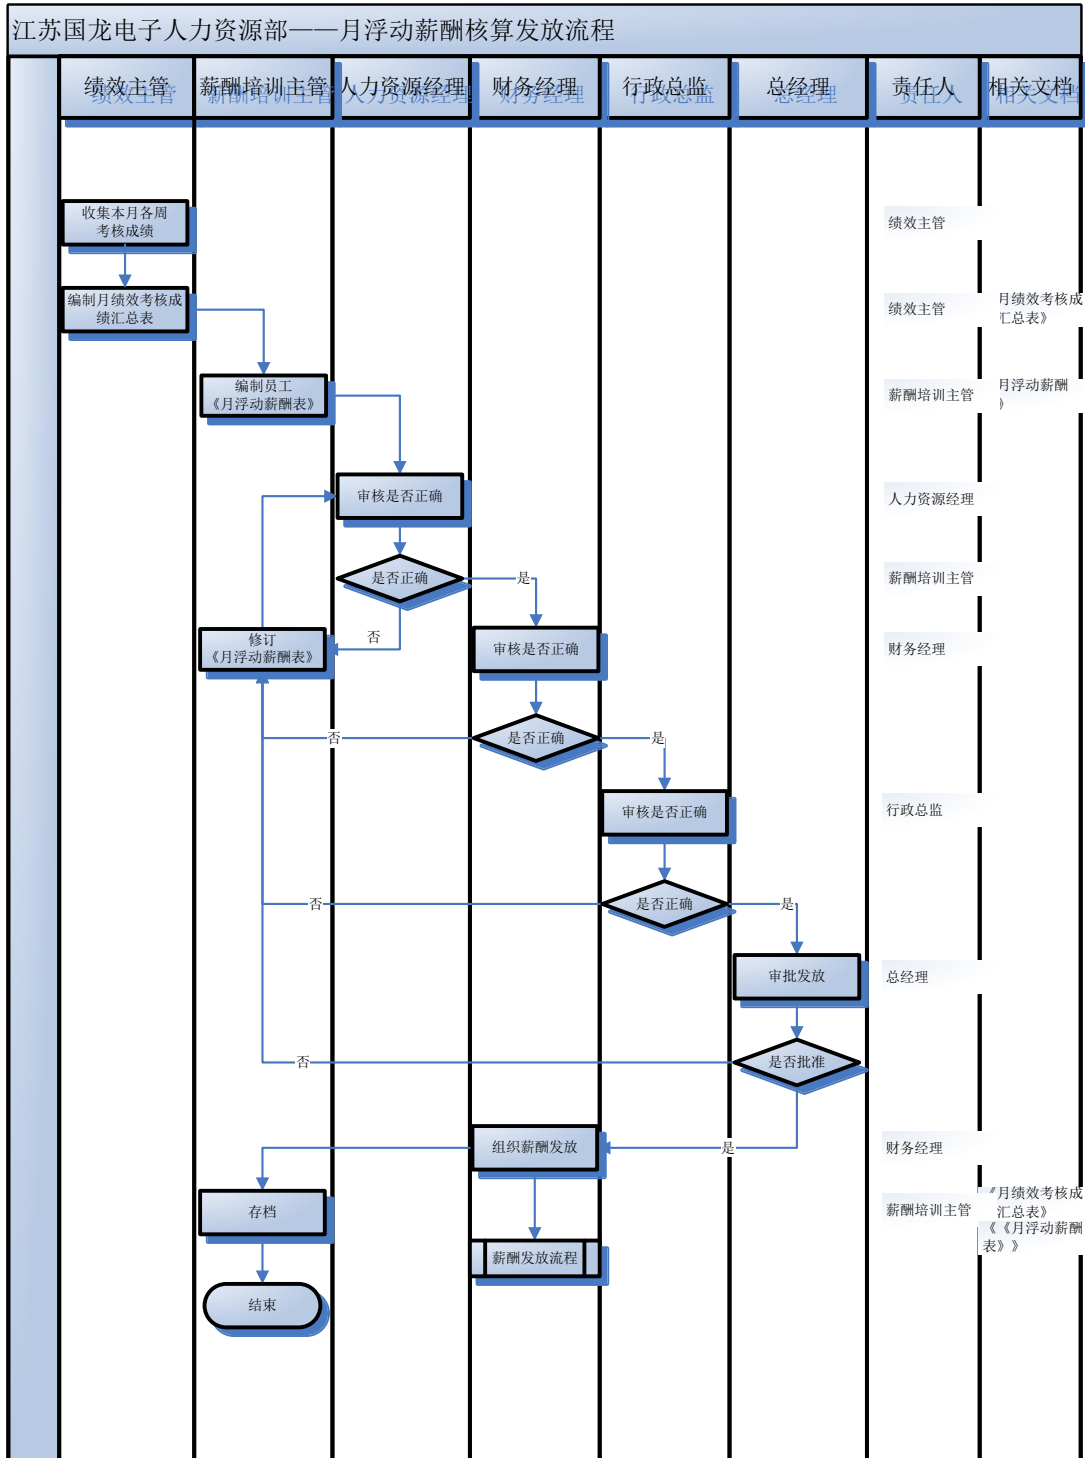 江苏国龙电子人力资源部——月浮动薪酬核算发放流程
绩效主管
薪酬培训主管
人力资源经理
财务经理
行政总监
总经理
责任人
相关文档
收集本月各周
考核成绩
绩效主管
编制月绩效考核成
绩汇总表
绩效主管
月绩效考核成
汇总表》
编制员工
《月浮动薪酬表》
薪酬培训主管
月浮动薪酬
》
审核是否正确
人力资源经理
是否正确
是
薪酬培训主管
否
修订
《月浮动薪酬表》
审核是否正确
财务经理
否
是否正确
是
审核是否正确
行政总监
否
是否正确
是
审批发放
总经理
否
是否批准
组织薪酬发放
是
财务经理
存档
薪酬培训主管
《月绩效考核成
汇总表》
《《月浮动薪酬
表》》
薪酬发放流程
结束